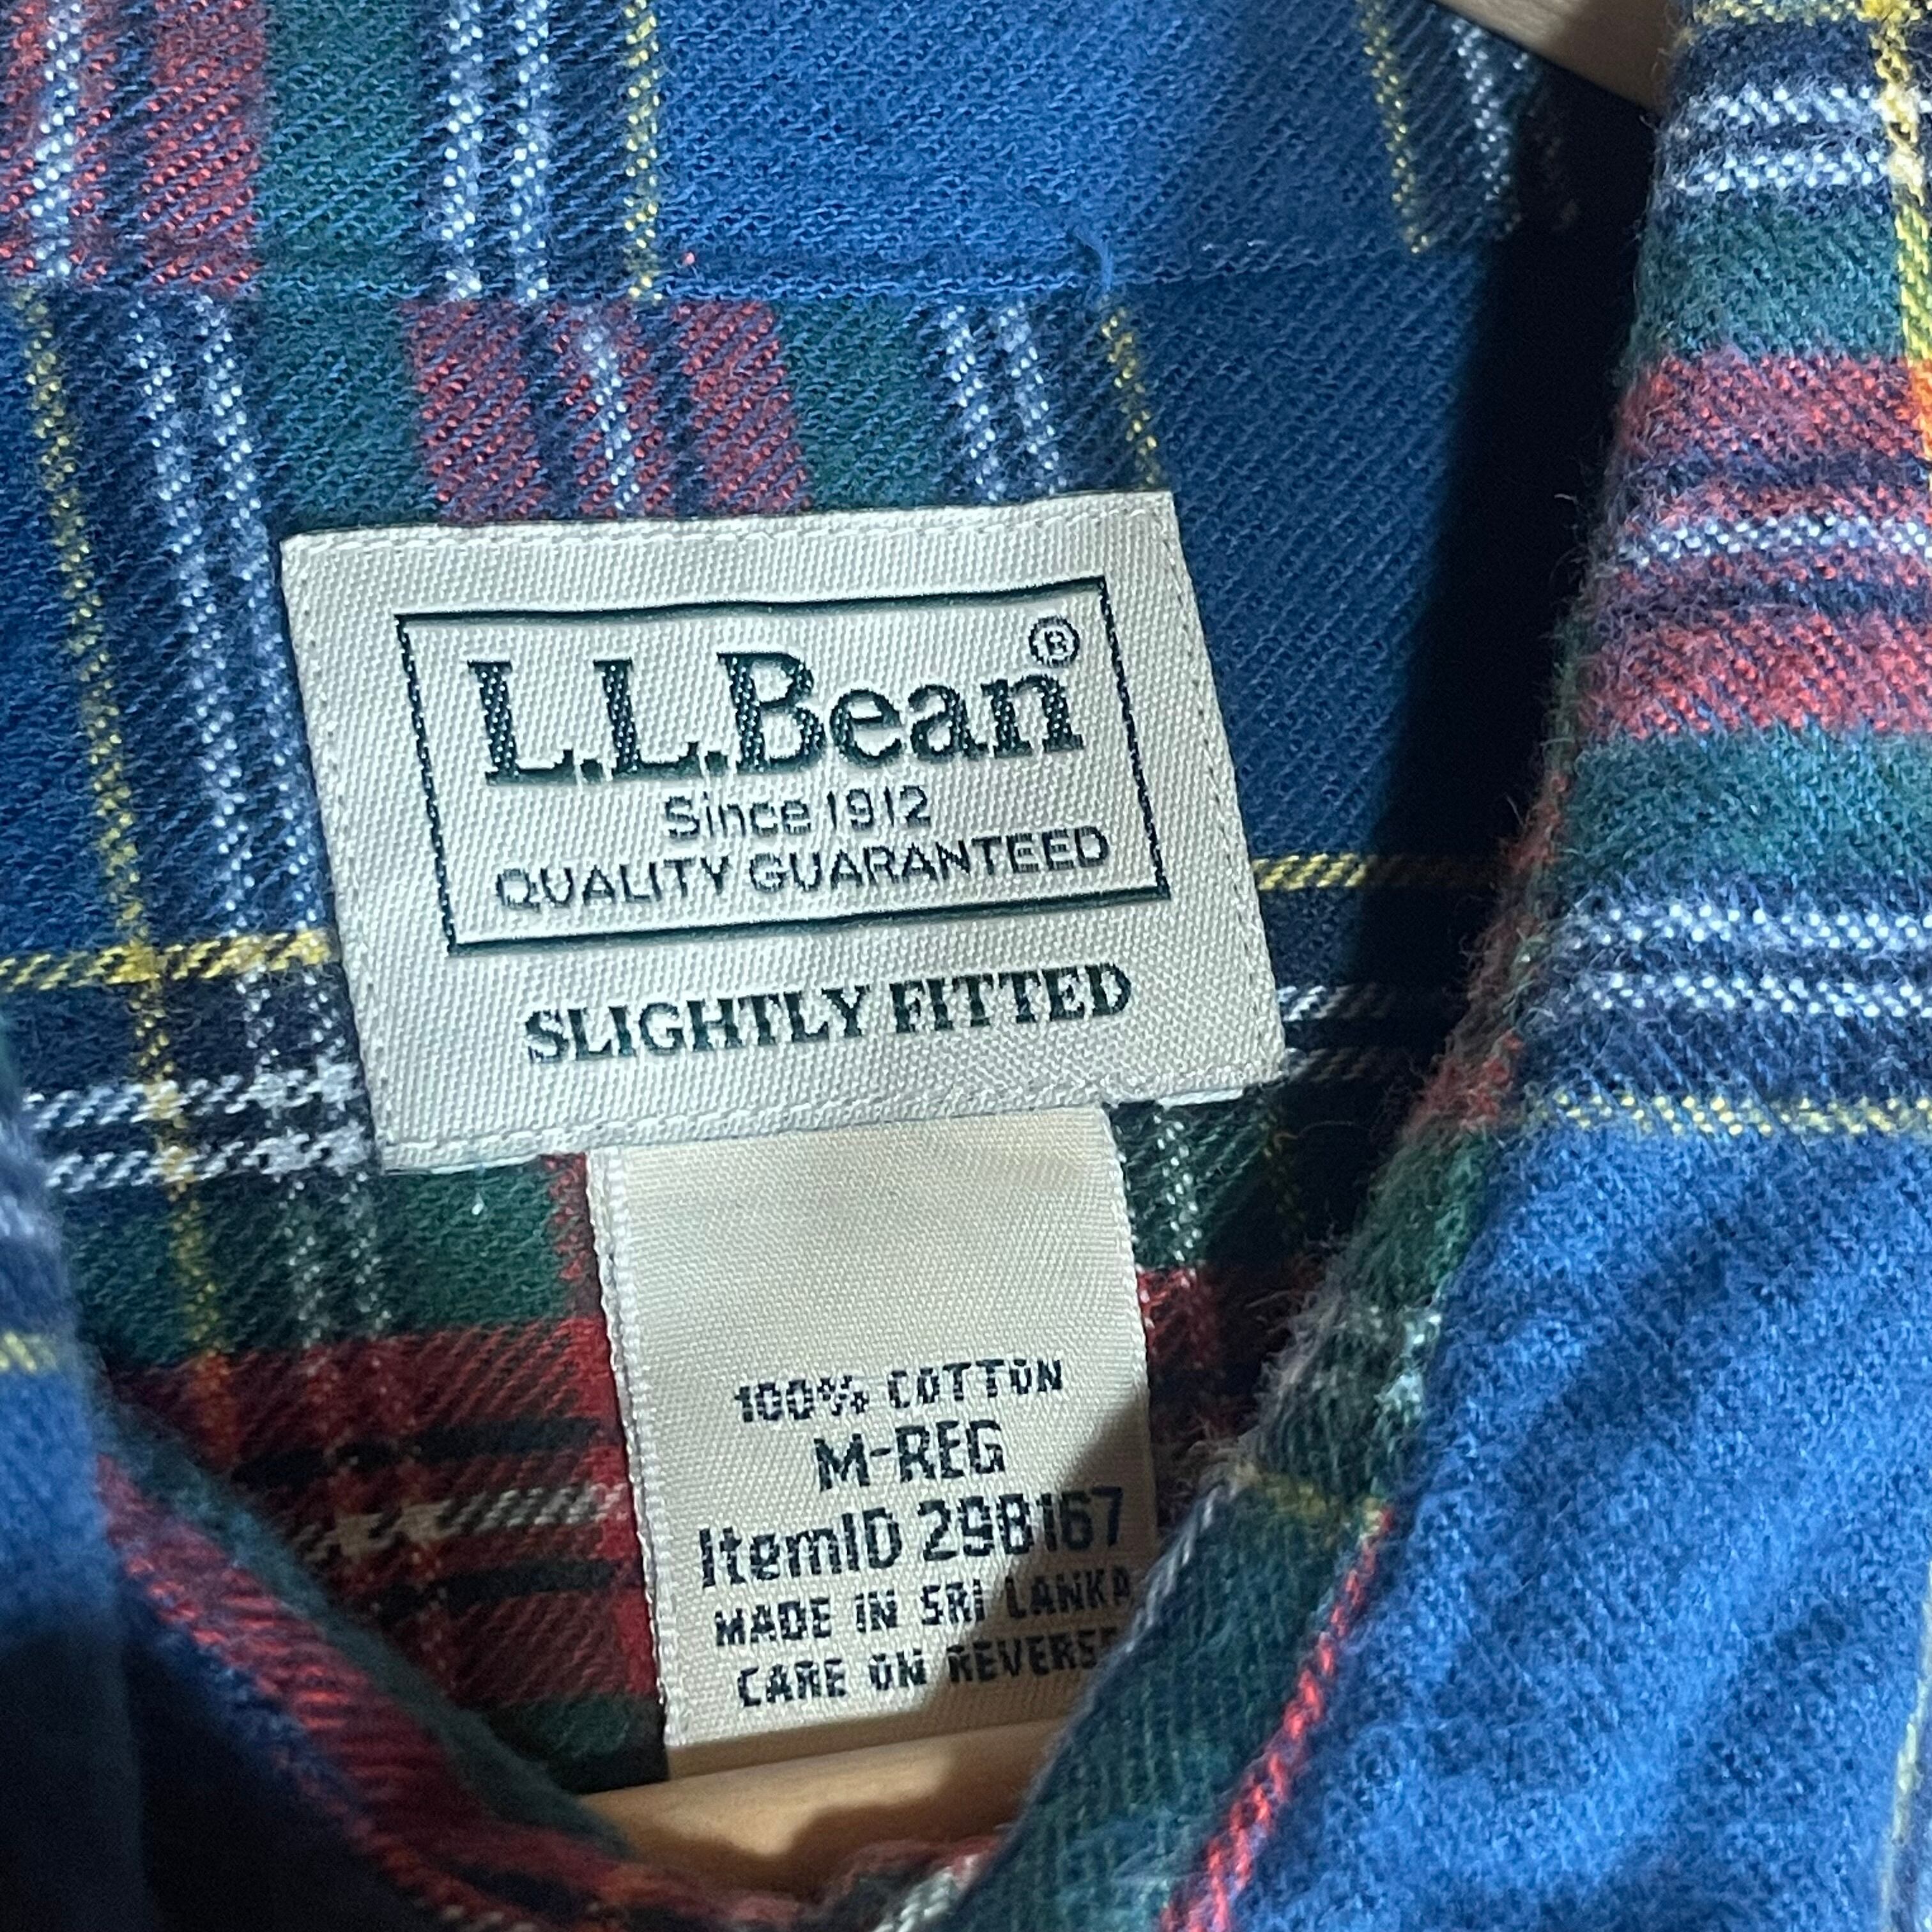 L.L.Bean®
Since 1912
QUALITY GUARANTEED
SLIGHTLY FITTED
100% COTTON
M-REG
ItemID 298167
MADE IN SRI LANKA
CARE ON REVERSE